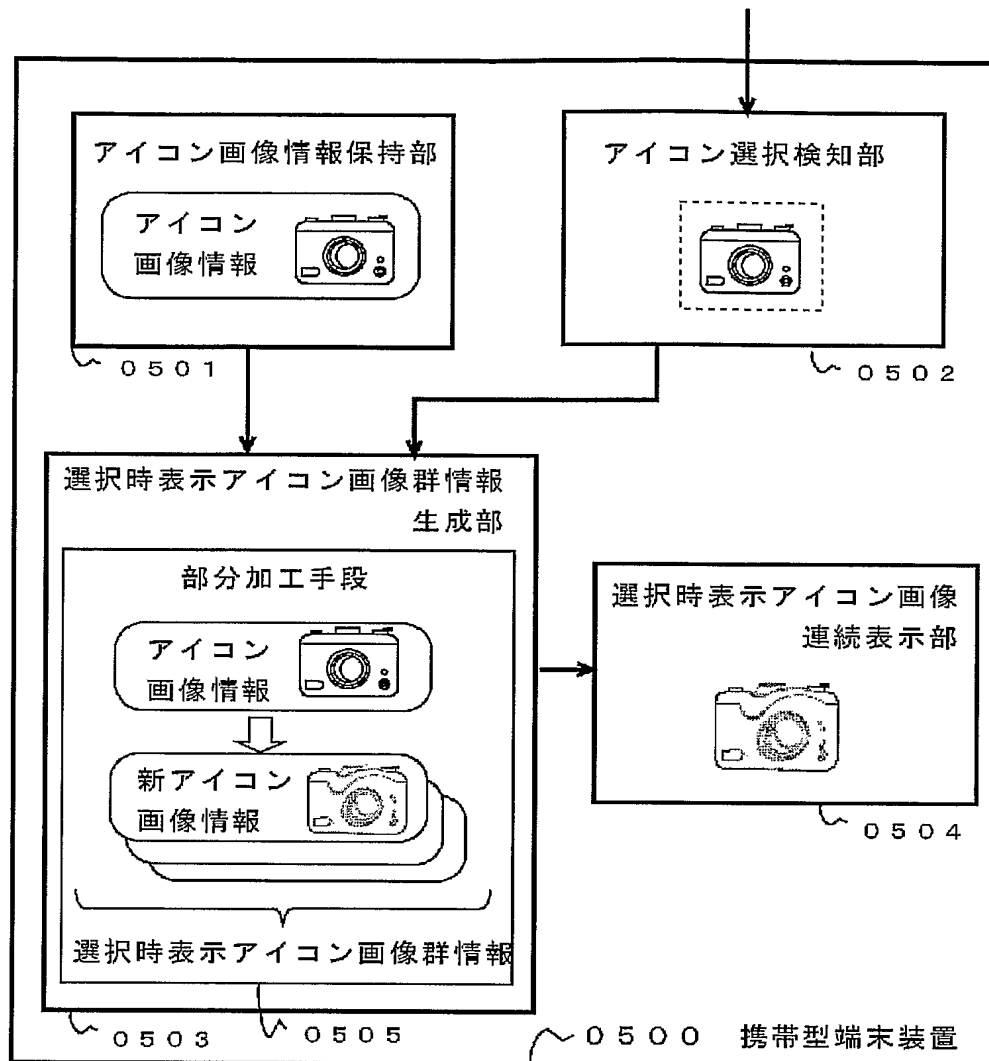 アイコン画像情報保持部
アイコン
画像情報
0501
アイコン選択検知部
0502
選択時表示アイコン画像群情報
生成部
部分加工手段
アイコン
画像情報
新アイコン
画像情報
選択時表示アイコン画像群情報
0503
0505
選択時表示アイコン画像
連続表示部
0504
0500 携帯型端末装置